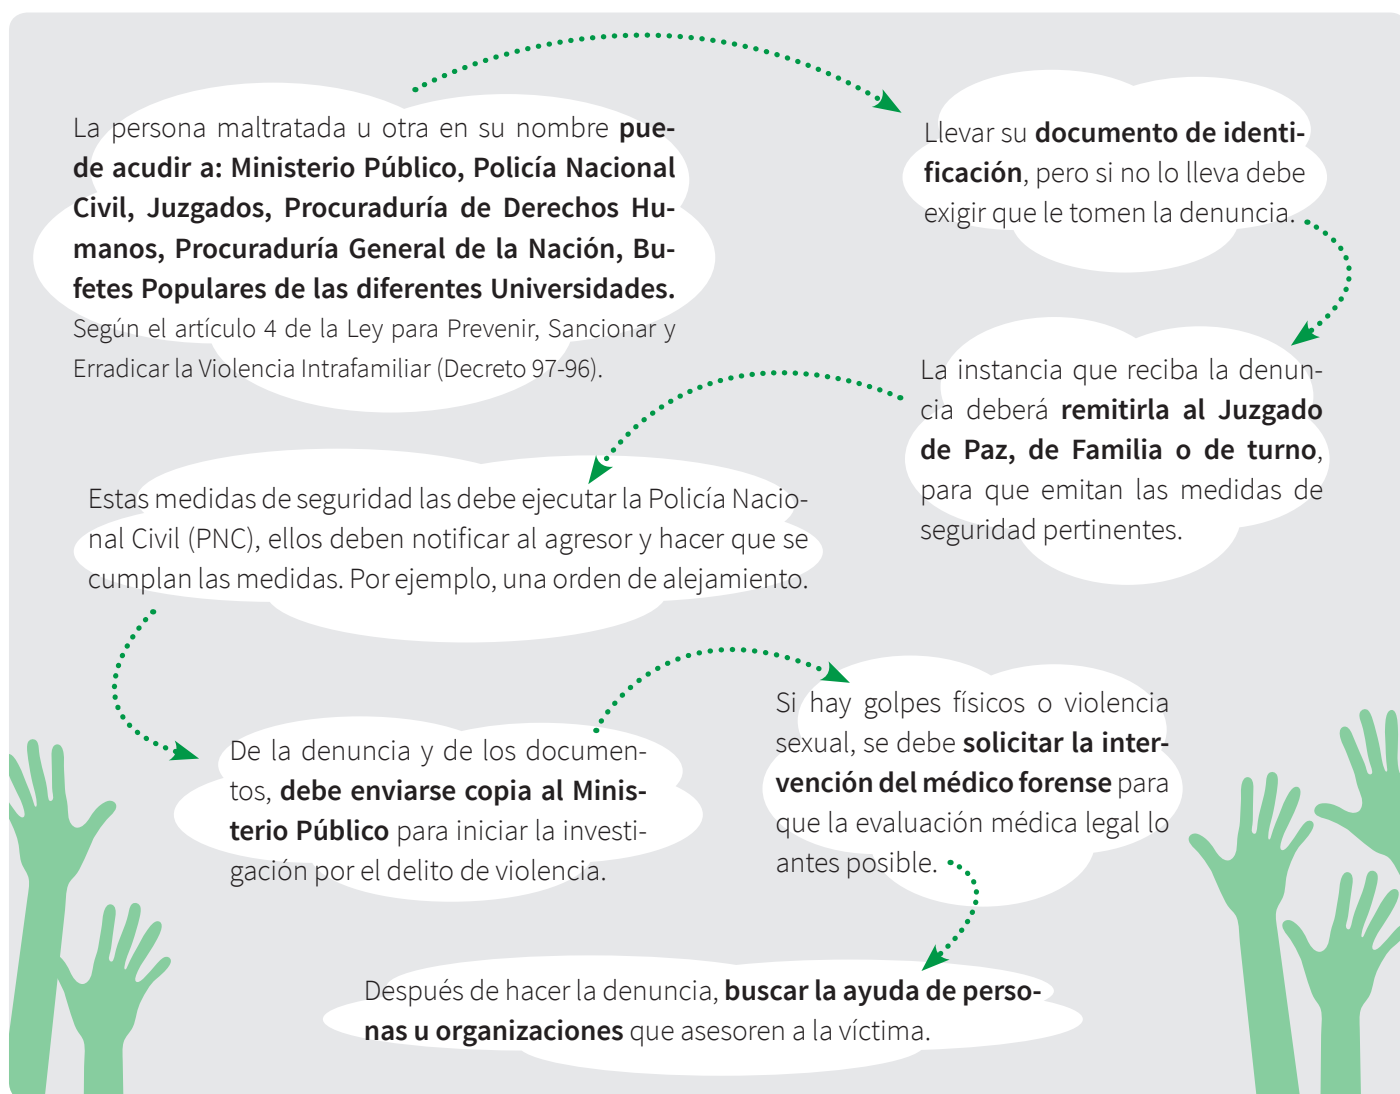 La persona maltratada u otra en su nombre pue-
de acudir a: Ministerio Público, Policía Nacional
Civil, Juzgados, Procuraduría de Derechos Hu-
manos, Procuraduría General de la Nación, Bu-
fetes Populares de las diferentes Universidades.
Según el artículo 4 de la Ley para Prevenir, Sancionar y
Erradicar la Violencia Intrafamiliar (Decreto 97-96).
Llevar su documento de identi-
ficación, pero si no lo lleva debe
exigir que le tomen la denuncia.
La instancia que reciba la denun-
cia deberá remitirla al Juzgado
de Paz, de Familia o de turno,
para que emitan las medidas de
seguridad pertinentes.
Estas medidas de seguridad las debe ejecutar la Policía Nacio-
nal Civil (PNC), ellos deben notificar al agresor y hacer que se
cumplan las medidas. Por ejemplo, una orden de alejamiento.
De la denuncia y de los documen-
tos, debe enviarse copia al Minis-
terio Público para iniciar la investi-
gación por el delito de violencia.
Si hay golpes físicos o violencia
sexual, se debe solicitar la inter-
vención del médico forense para
que la evaluación médica legal lo
antes posible.
Después de hacer la denuncia, buscar la ayuda de perso-
nas u organizaciones que asesoren a la víctima.